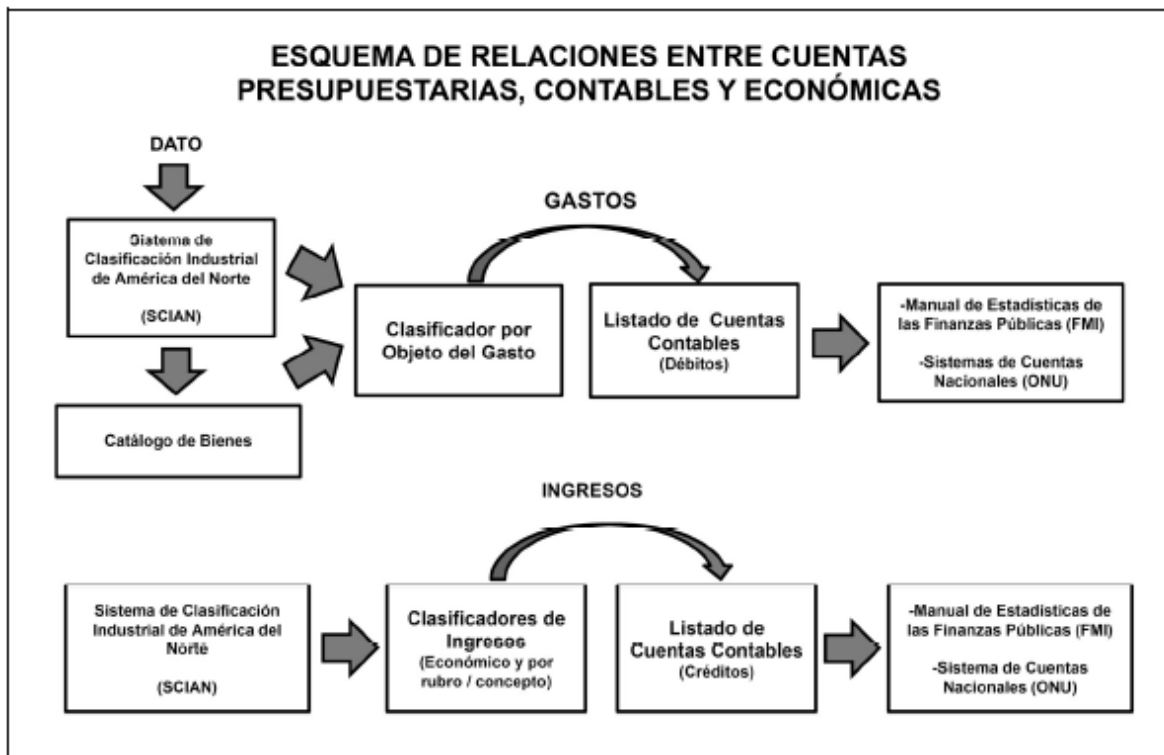 ESQUEMA DE RELACIONES ENTRE CUENTAS
PRESUPUESTARIAS, CONTABLES Y ECONÓMICAS
DATO
Sistema de
Clasificación Industrial
de América del Norte
(SCIAN)
Catálogo de Bienes
GASTOS
Clasificador por
Objeto del Gasto
Listado de Cuentas
Contables
(Débitos)
-Manual de Estadísticas de
las Finanzas Públicas (FMI)
-Sistemas de Cuentas
Nacionales (ONU)
INGRESOS
Sistema de Clasificación
Industrial de América del
Norte
(SCIAN)
Clasificadores de
Ingresos
(Económico y por
rubro / concepto)
Listado de
Cuentas Contables
(Créditos)
-Manual de Estadísticas de
las Finanzas Públicas (FMI)
-Sistema de Cuentas
Nacionales (ONU)